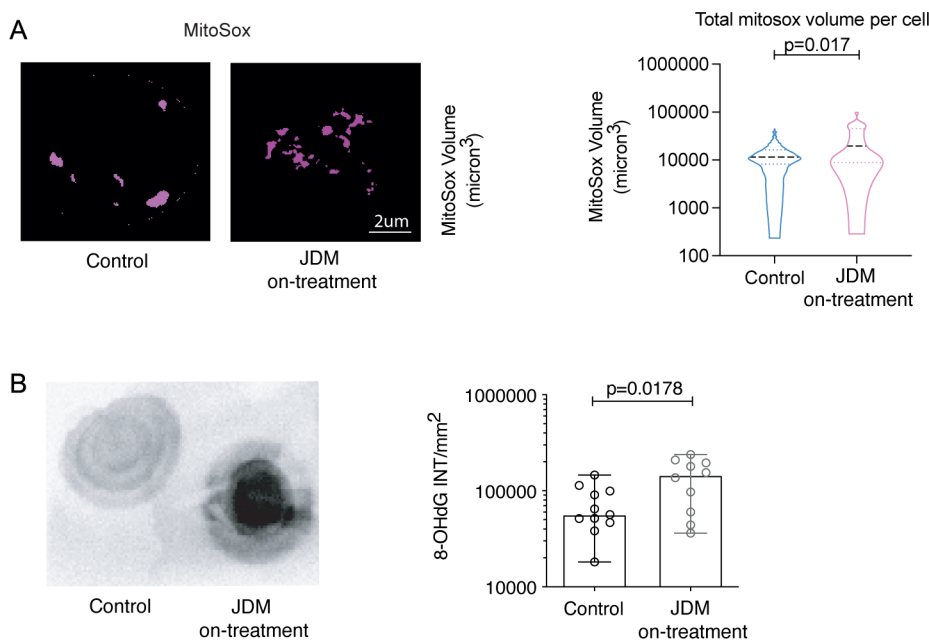 A
MitoSox
Control
JDM
on-treatment
2um
MitoSox Volume
(micron3)
Total mitosox volume per cell
p=0.017
MitoSox Volume
(micron3)
1000000
100000
10000
1000
100
Control
JDM
on-treatment
B
Control
JDM
on-treatment
8-OHdG INT/mm2
p=0.0178
1000000
100000
10000
Control
JDM
on-treatment